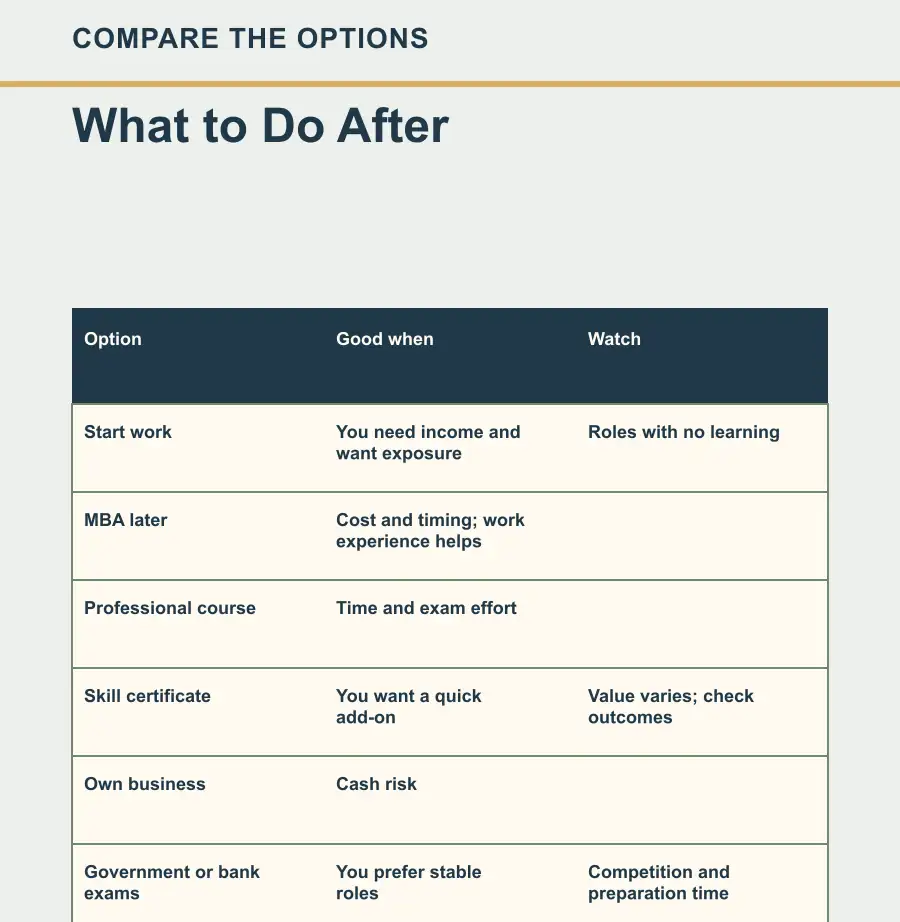 COMPARE THE OPTIONS
What to Do After
Option Good when Watch
Start work You need income and Roles with no learning
want exposure
MBA later Cost and timing; work
experience helps
Professional course Time and exam effort
Skill certificate You want a quick Value varies; check
add-on outcomes
Own business Cash risk
Government or bank You prefer stable Competition and
exams roles preparation time